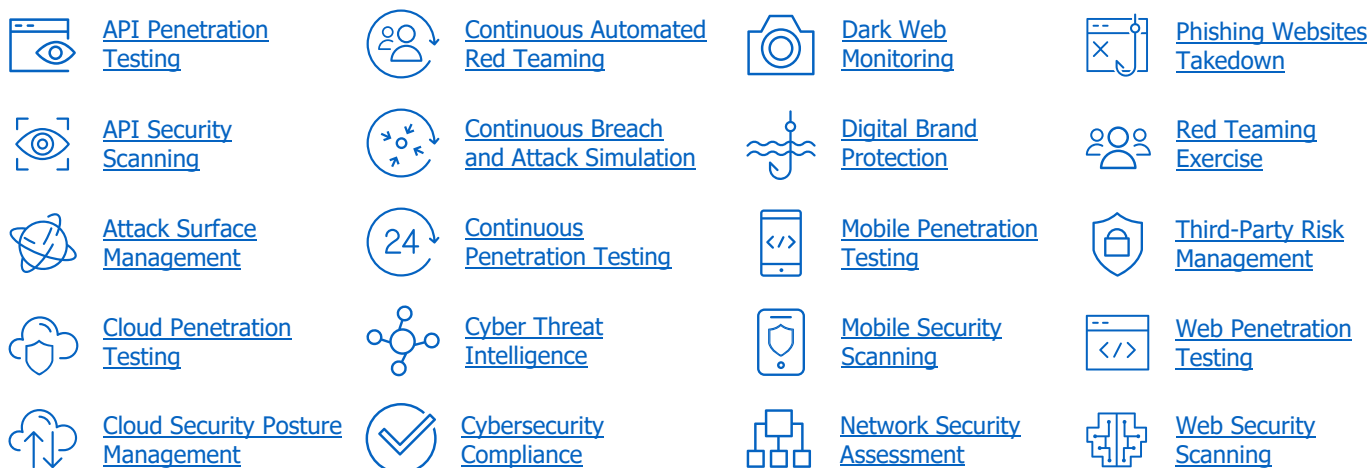 API Penetration
Testing
API Security
Scanning
Attack Surface
Management
Cloud Penetration
Testing
Cloud Security Posture
Management
Continuous Automated
Red Teaming
Continuous Breach
and Attack Simulation
24
Continuous
Penetration Testing
Cyber Threat
Intelligence
Cybersecurity
Compliance
Dark Web
Monitoring
Digital Brand
Protection
</>
Mobile Penetration
Testing
Mobile Security
Scanning
Network Security
Assessment
Phishing Websites
Takedown
Red Teaming
Exercise
Third-Party Risk
Management
</>
Web Penetration
Testing
Web Security
Scanning